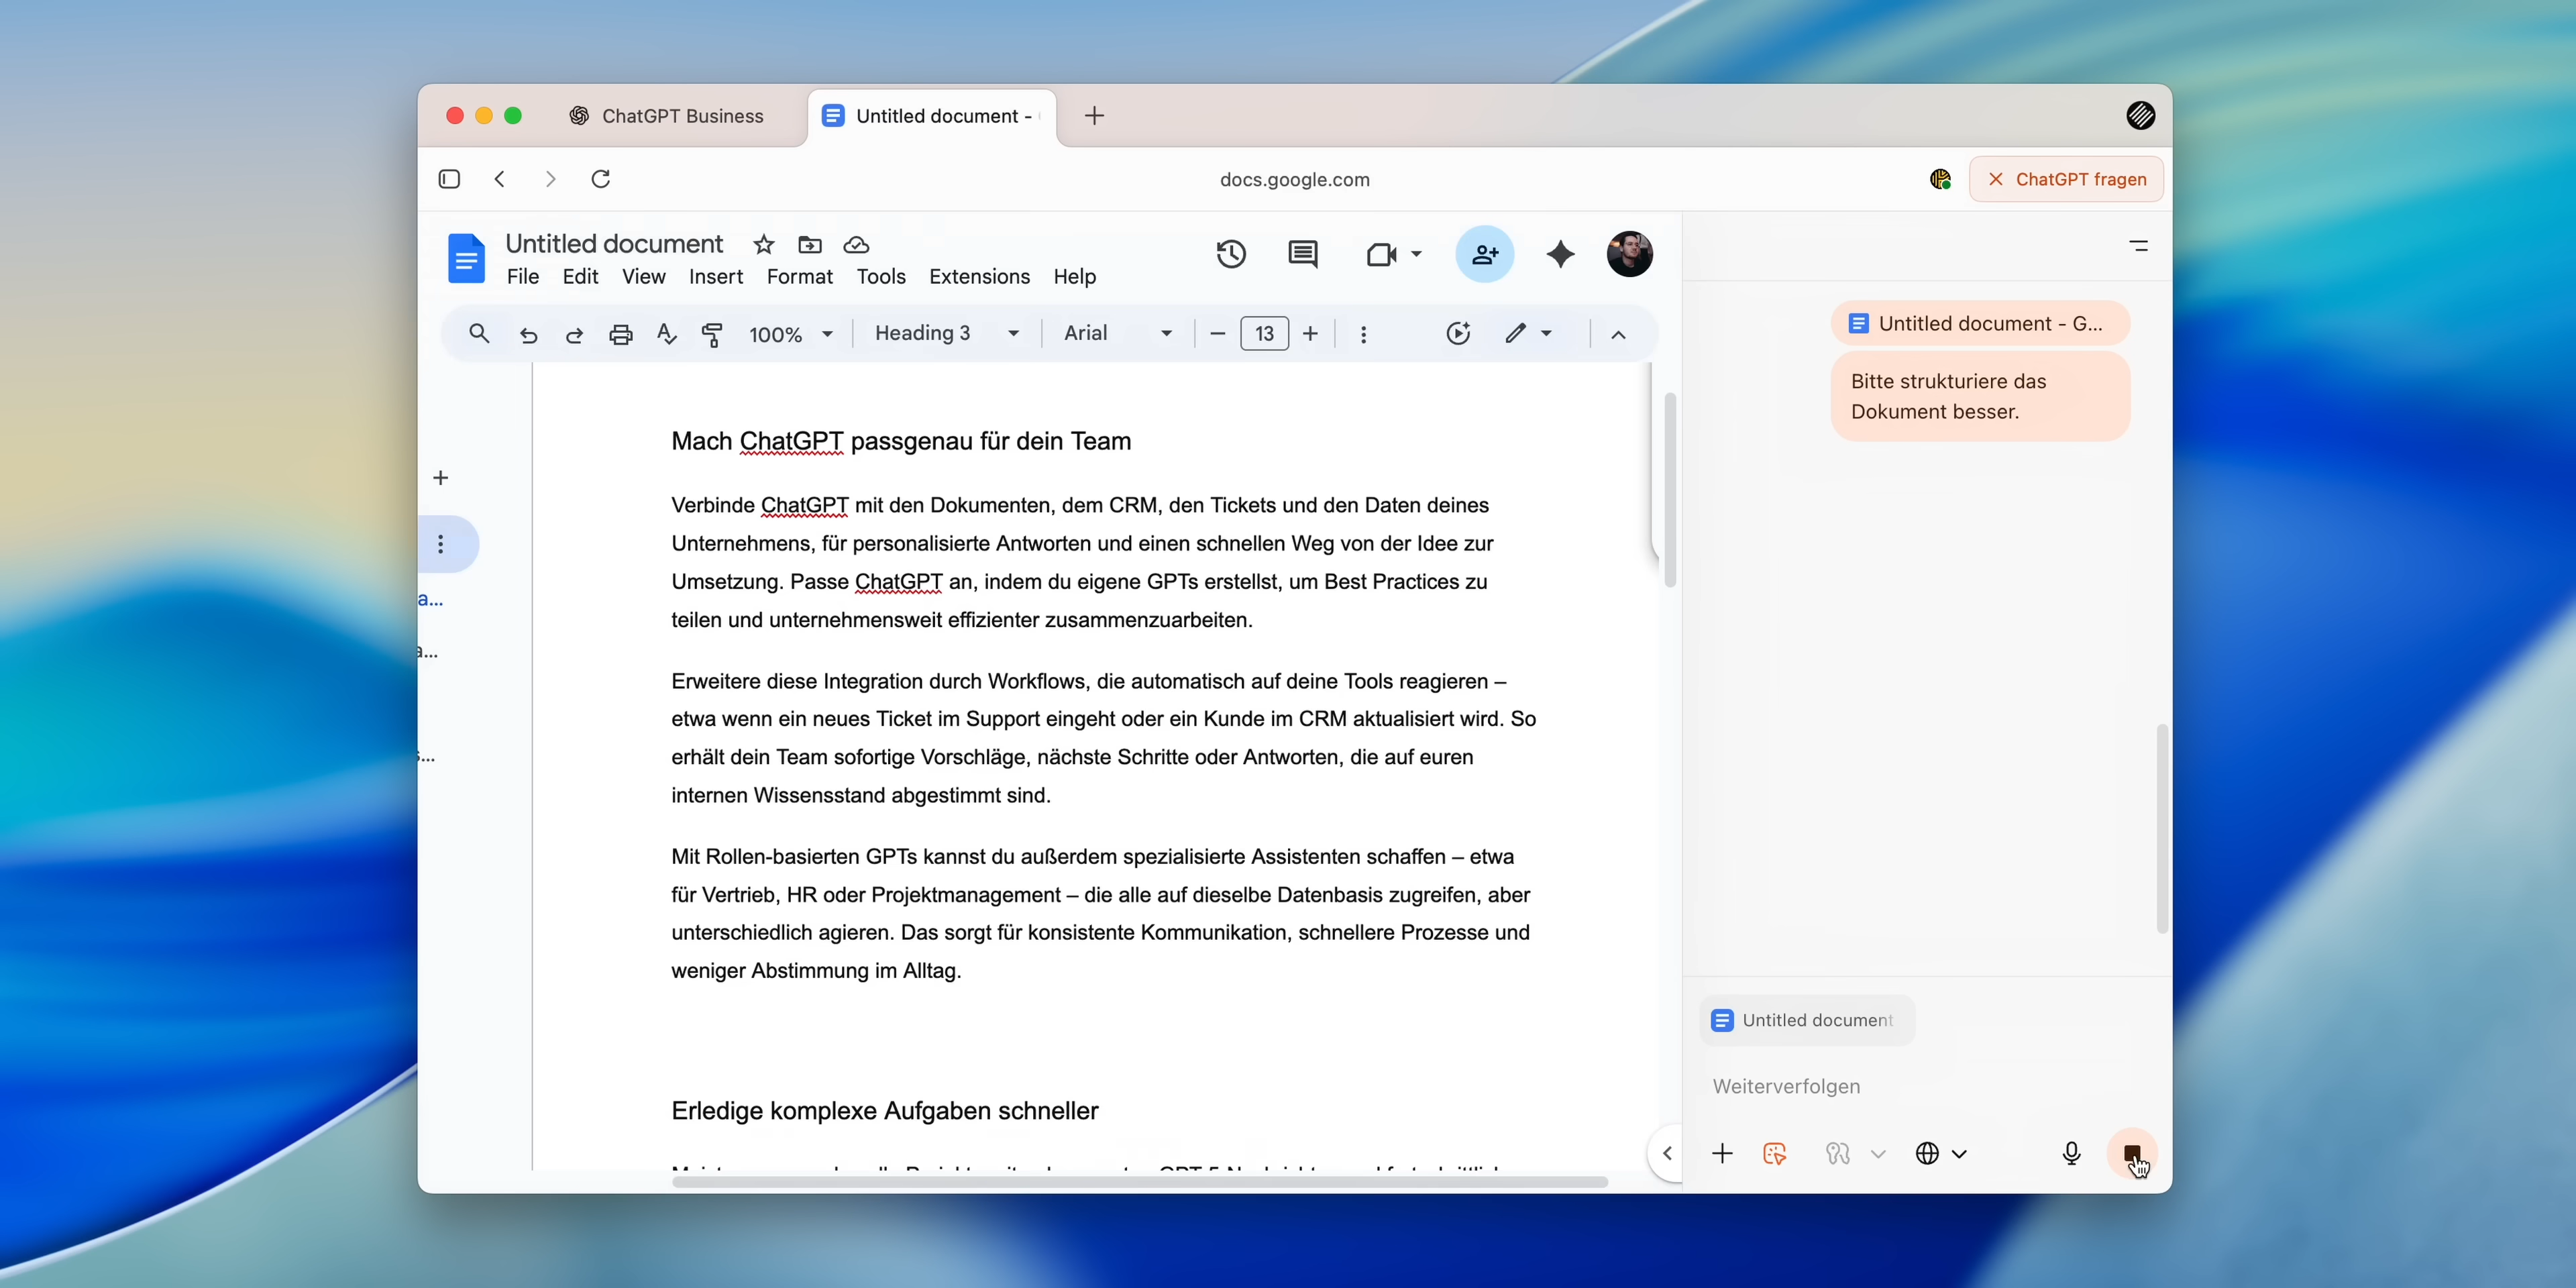 ChatGPT Business
Untitled document -
docs.google.com
ChatGPT fragen
Untitled document
File Edit View Insert Format Tools Extensions Help
100% Heading 3 Arial 13
Mach ChatGPT passgenau für dein Team
Verbinde ChatGPT mit den Dokumenten, dem CRM, den Tickets und den Daten deines
Unternehmens, für personalisierte Antworten und einen schnellen Weg von der Idee zur
Umsetzung. Passe ChatGPT an, indem du eigene GPTs erstellst, um Best Practices zu
teilen und unternehmensweit effizienter zusammenzuarbeiten.
Erweitere diese Integration durch Workflows, die automatisch auf deine Tools reagieren –
etwa wenn ein neues Ticket im Support eingeht oder ein Kunde im CRM aktualisiert wird. So
erhält dein Team sofortige Vorschläge, nächste Schritte oder Antworten, die auf euren
internen Wissensstand abgestimmt sind.
Mit Rollen-basierten GPTs kannst du außerdem spezialisierte Assistenten schaffen – etwa
für Vertrieb, HR oder Projektmanagement – die alle auf dieselbe Datenbasis zugreifen, aber
unterschiedlich agieren. Das sorgt für konsistente Kommunikation, schnellere Prozesse und
weniger Abstimmung im Alltag.
Erledige komplexe Aufgaben schneller
a...
a...
s...
Untitled document - G...
Bitte strukturiere das
Dokument besser.
Untitled document
Weiterverfolgen